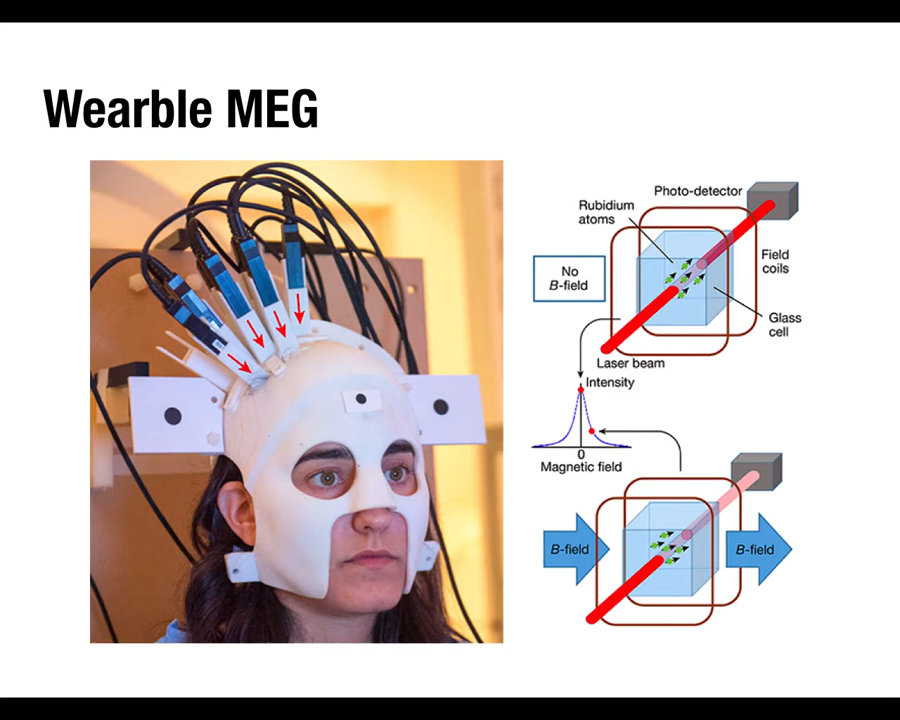 Wearble MEG
Photo-detector
Rubidium
atoms
No
B-field
Field
coils
Glass
cell
Laser beam
Intensity
0
Magnetic field
B-field
B-field